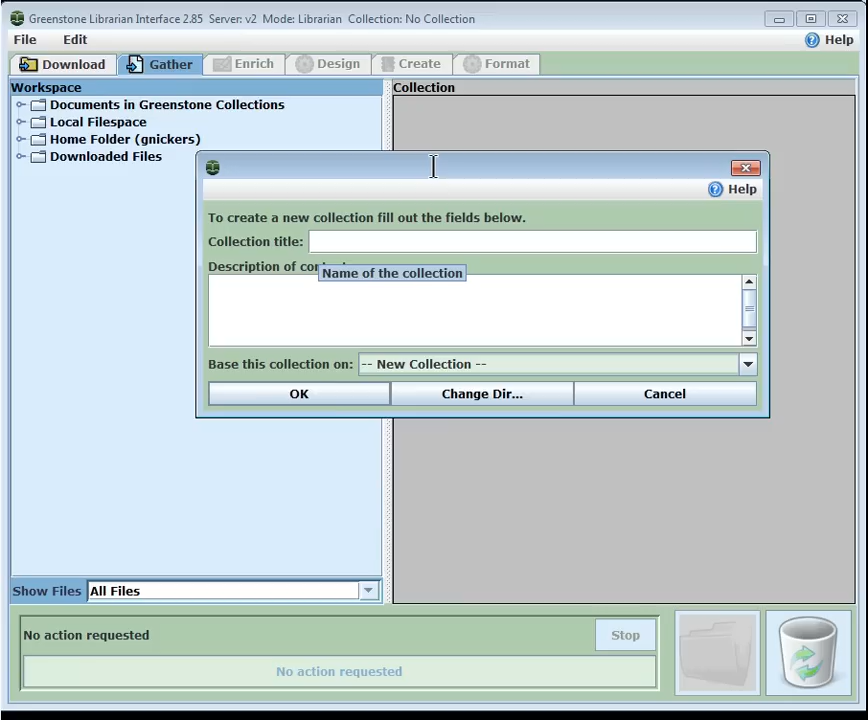 Greenstone Librarian Interface 2.85 Server: v2 Mode: Librarian Collection: No Collection
File Edit Help
Download Gather Enrich Design Create Format
Workspace Collection
Documents in Greenstone Collections
Local Filespace
Home Folder (gnickers)
Downloaded Files
Help
To create a new collection fill out the fields below.
Collection title:
Description of
Name of the collection
Base this collection on: -- New Collection --
OK Change Dir... Cancel
Show Files All Files
No action requested Stop
No action requested